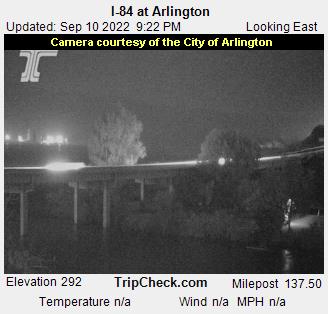 I-84 at Arlington
Updated: Sep 10 2022 9:22 PM Looking East
Camera courtesy of the City of Arlington
Elevation 292 TripCheck.com Milepost 137.50
Temperature n/a Wind n/a MPH n/a